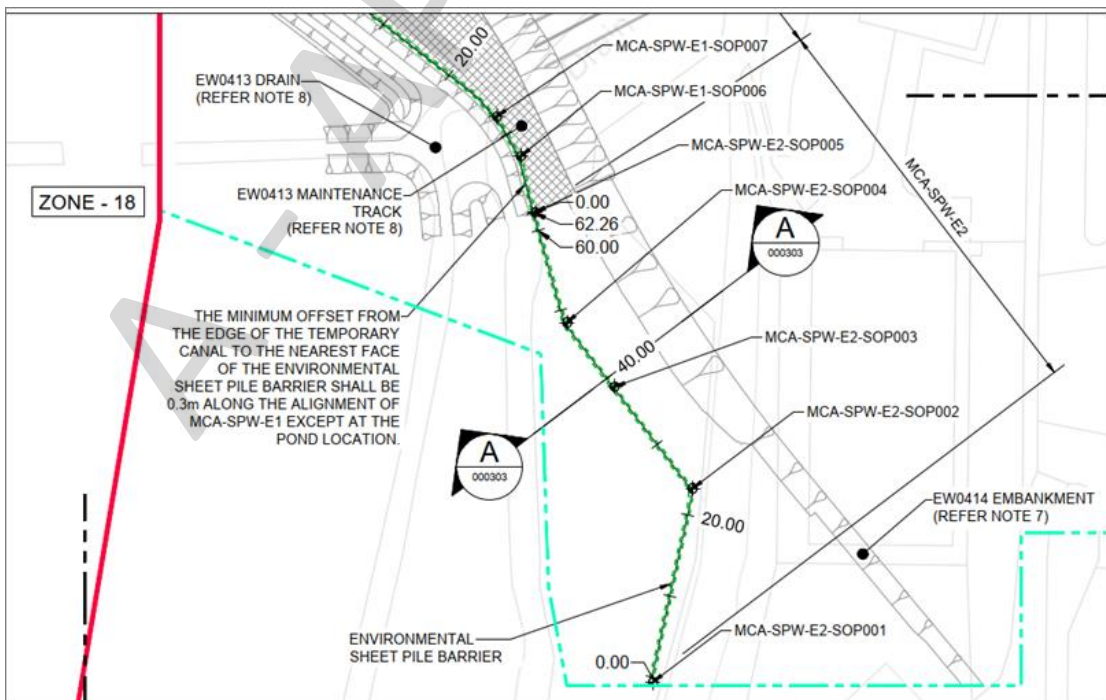 20.00
MCA-SPW-E1-SOP007
EW0413 DRAIN
(REFER NOTE 8)
MCA-SPW-E1-SOP006
MCA-SPW-E2-SOP005
ZONE - 18
EW0413 MAINTENANCE
TRACK
(REFER NOTE 8)
MCA-SPW-E2-SOP004
MCA-SPW-E2
0.00
62.26
60.00
A
000303
THE MINIMUM OFFSET FROM
THE EDGE OF THE TEMPORARY
CANAL TO THE NEAREST FACE
OF THE ENVIRONMENTAL
SHEET PILE BARRIER SHALL BE
0.3m ALONG THE ALIGNMENT OF
MCA-SPW-E1 EXCEPT AT THE
POND LOCATION.
40.00
MCA-SPW-E2-SOP003
MCA-SPW-E2-SOP002
A
000303
20.00
EW0414 EMBANKMENT
(REFER NOTE 7)
ENVIRONMENTAL
SHEET PILE BARRIER
MCA-SPW-E2-SOP001
0.00